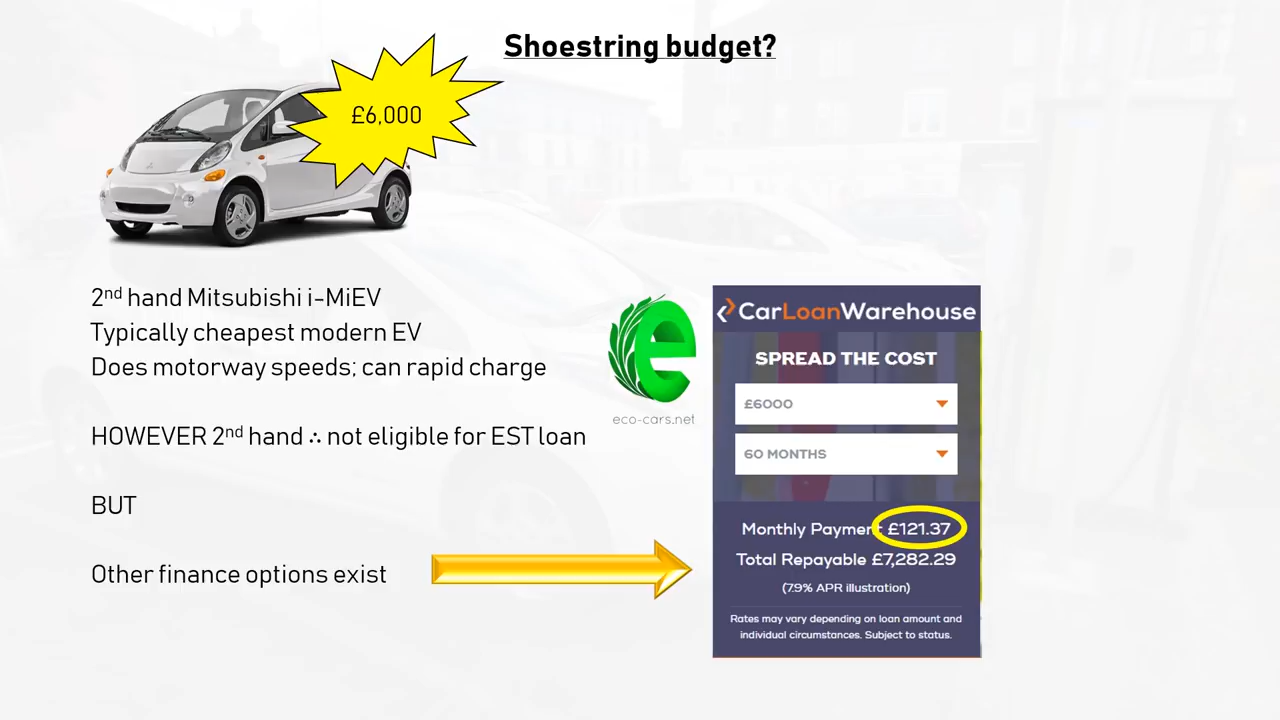 Shoestring budget?
£6,000
2nd hand Mitsubishi i-MiEV
Typically cheapest modern EV
Does motorway speeds; can rapid charge
HOWEVER 2nd hand ∴ not eligible for EST loan
BUT
Other finance options exist
eco-cars.net
CarLoanWarehouse
SPREAD THE COST
£6000
60 MONTHS
Monthly Payment £121.37
Total Repayable £7,282.29
(7.9% APR illustration)
Rates may vary depending on loan amount and
individual circumstances. Subject to status.